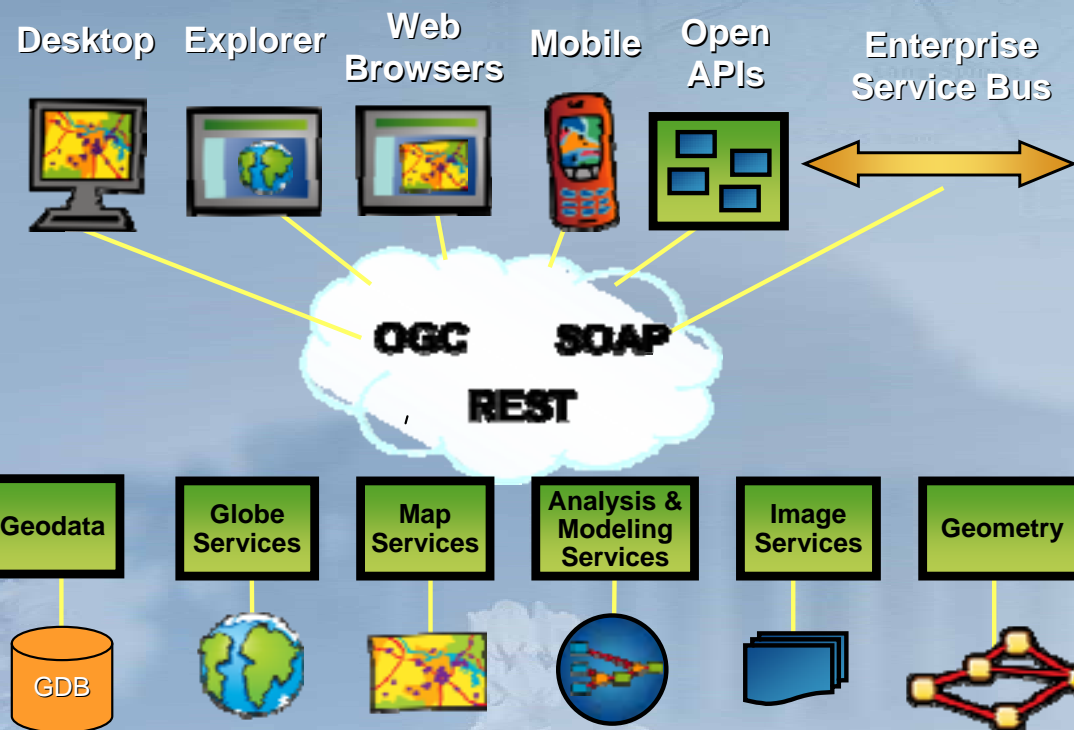 Desktop
Explorer
Web
Browsers
Mobile
Open
APIs
Enterprise
Service Bus
OGC
SOAP
REST
,
Geodata
Globe
Services
Map
Services
Analysis &
Modeling
Services
Image
Services
Geometry
GDB